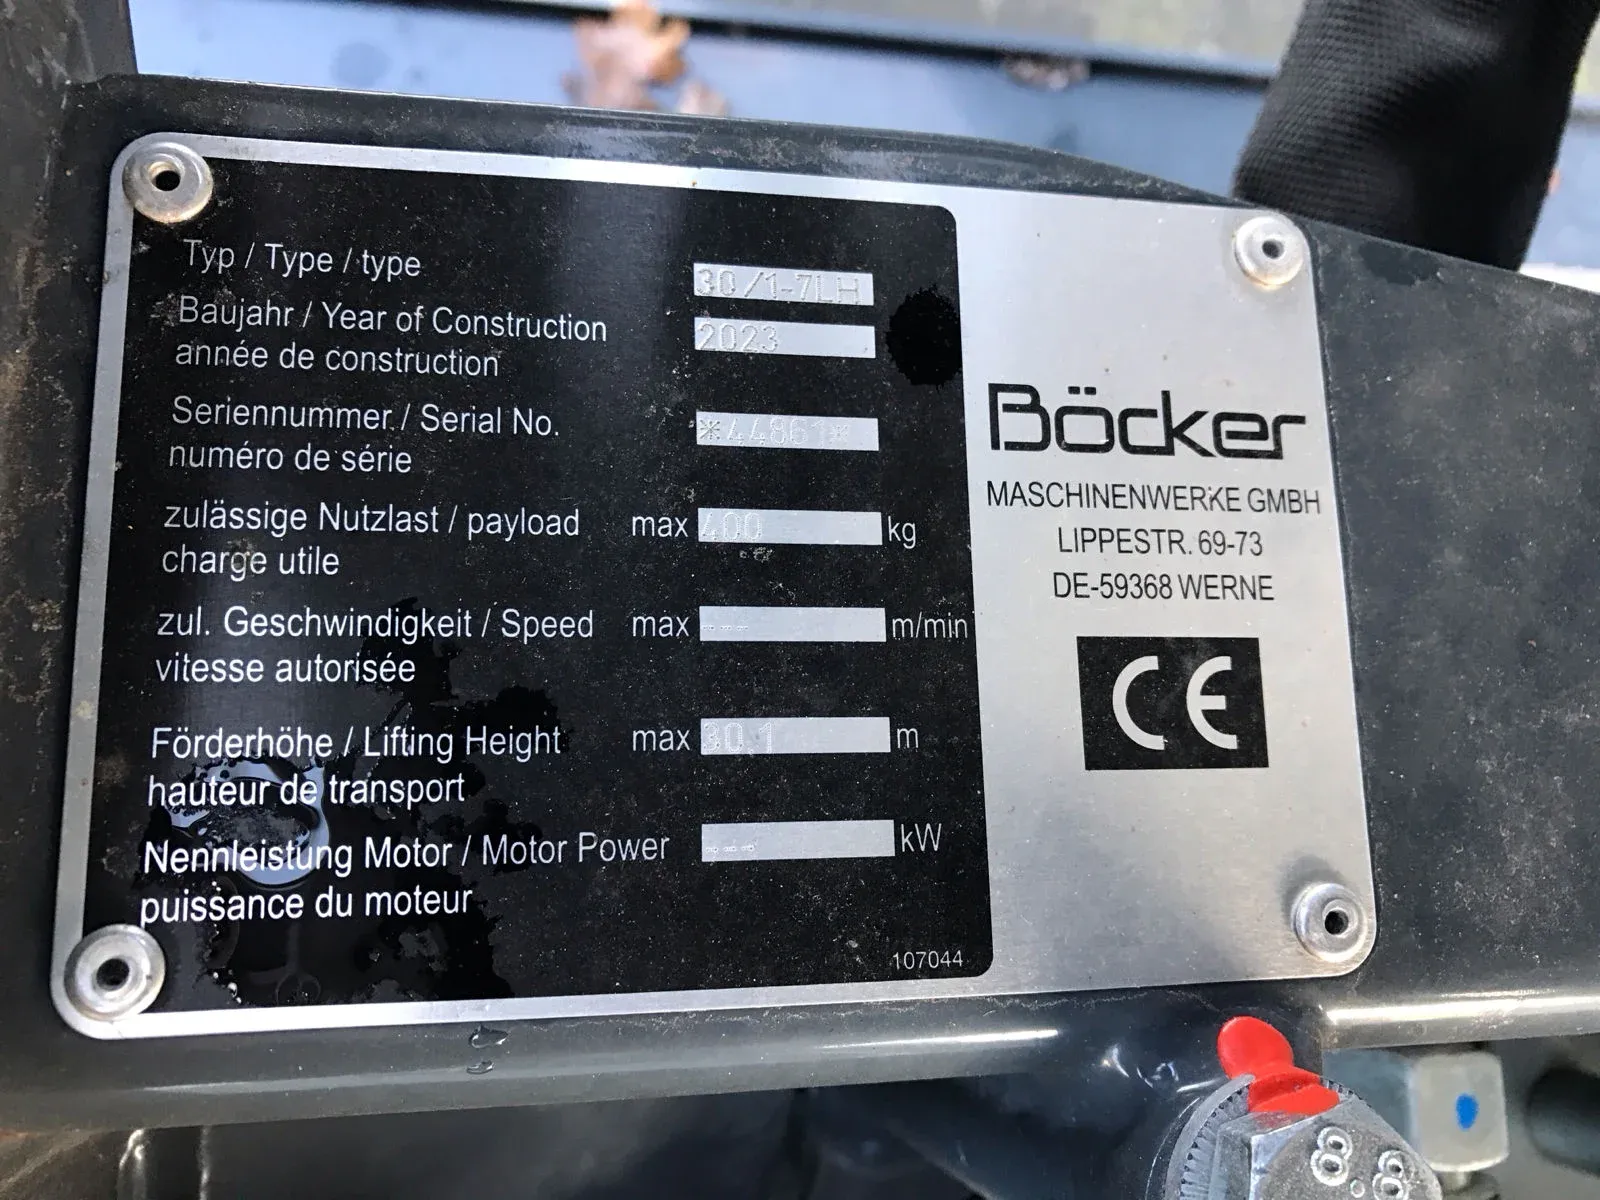 Typ / Type / type 30/1-7LH
Baujahr / Year of Construction 2023
année de construction
Seriennummer / Serial No. *44861*
numéro de série
zulässige Nutzlast / payload max 400 kg
charge utile
zul. Geschwindigkeit / Speed max --- m/min
vitesse autorisée
Förderhöhe / Lifting Height max 30,1 m
hauteur de transport
Nennleistung Motor / Motor Power --- kW
puissance du moteur
107044
Böcker
MASCHINENWERKE GMBH
LIPPESTR. 69-73
DE-59368 WERNE
CE
8.8